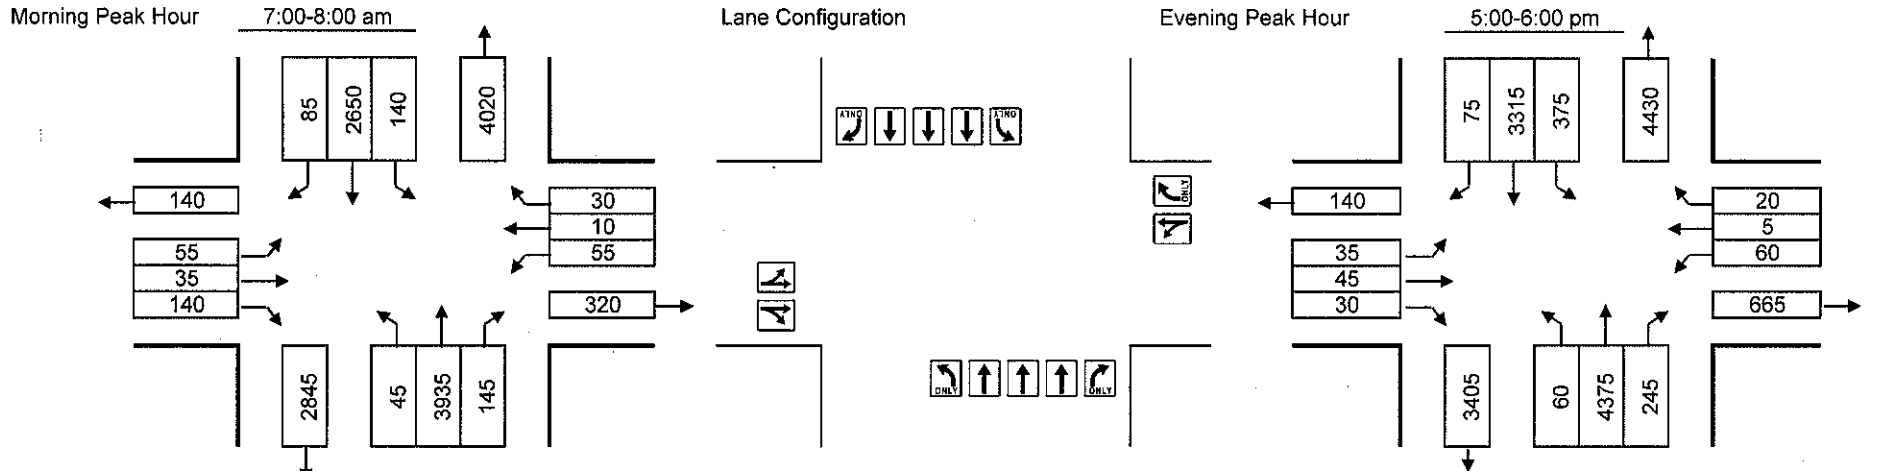 Morning Peak Hour 7:00-8:00 am
85 2650 140 4020
140
55
35
140
30
10
55
320
2845 45 3935 145
Lane Configuration
ONLY ONLY
ONLY
ONLY ONLY
Evening Peak Hour 5:00-6:00 pm
75 3315 375 4430
140
35
45
30
20
5
60
665
3405 60 4375 245